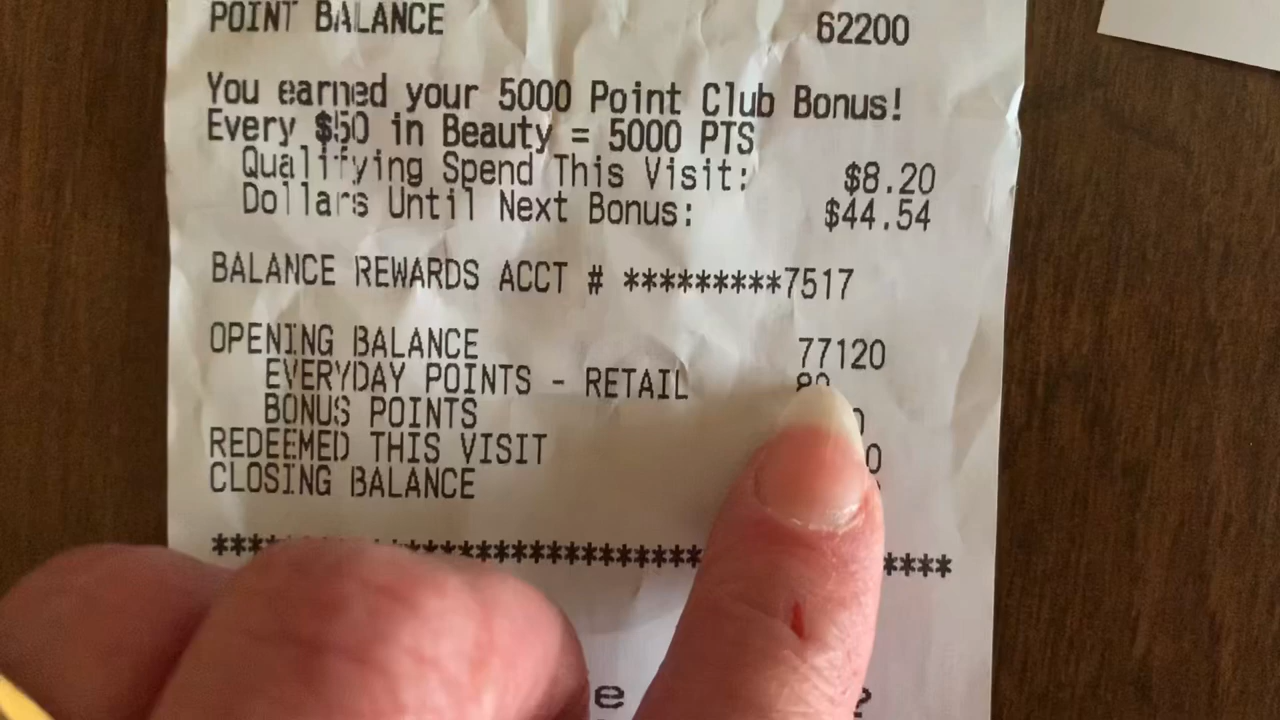 POINT BALANCE 62200
You earned your 5000 Point Club Bonus!
Every $50 in Beauty = 5000 PTS
Qualifying Spend This Visit: $8.20
Dollars Until Next Bonus: $44.54
BALANCE REWARDS ACCT # *********7517
OPENING BALANCE 77120
EVERYDAY POINTS - RETAIL
BONUS POINTS
REDEEMED THIS VISIT
CLOSING BALANCE